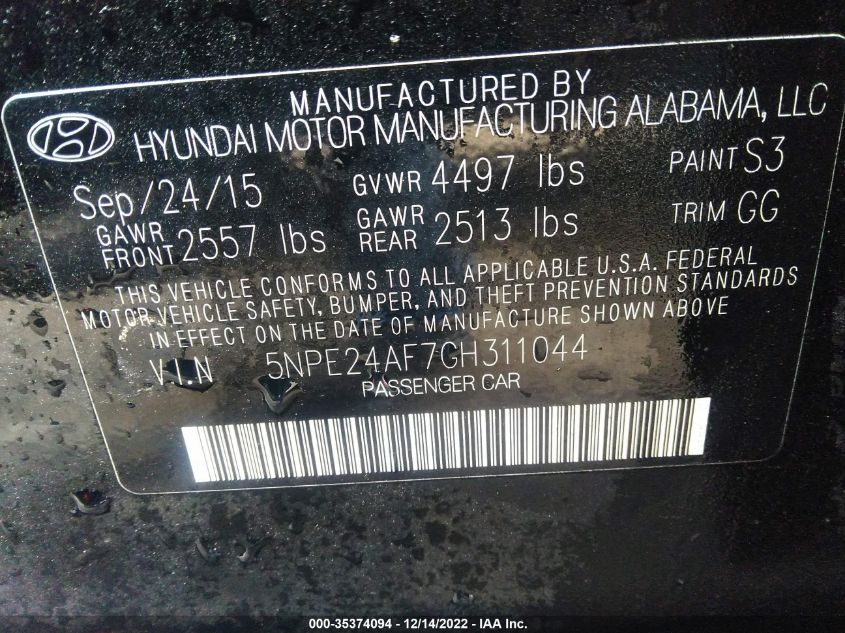 MANUFACTURED BY
HYUNDAI MOTOR MANUFACTURING ALABAMA, LLC
Sep/24/15 GVWR 4497 lbs PAINT S3
GAWR FRONT 2557 lbs GAWR REAR 2513 lbs TRIM GG
THIS VEHICLE CONFORMS TO ALL APPLICABLE U.S.A. FEDERAL
MOTOR VEHICLE SAFETY, BUMPER, AND THEFT PREVENTION STANDARDS
IN EFFECT ON THE DATE OF MANUFACTURE SHOWN ABOVE
V.I.N 5NPE24AF7GH311044
PASSENGER CAR
000-35374094 - 12/14/2022 - IAA Inc.